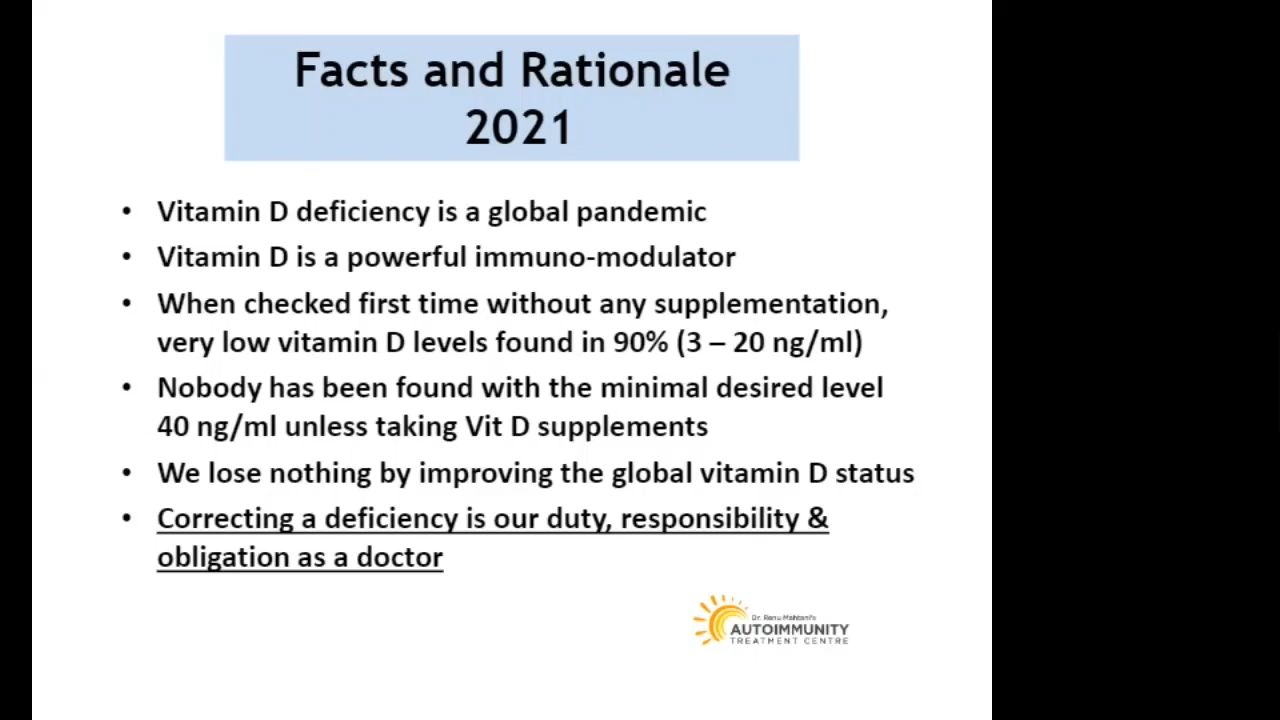 Facts and Rationale
2021
• Vitamin D deficiency is a global pandemic
• Vitamin D is a powerful immuno-modulator
• When checked first time without any supplementation,
very low vitamin D levels found in 90% (3 – 20 ng/ml)
• Nobody has been found with the minimal desired level
40 ng/ml unless taking Vit D supplements
• We lose nothing by improving the global vitamin D status
• Correcting a deficiency is our duty, responsibility &
obligation as a doctor
Dr. Renu Mahtani's
AUTOIMMUNITY
TREATMENT CENTRE